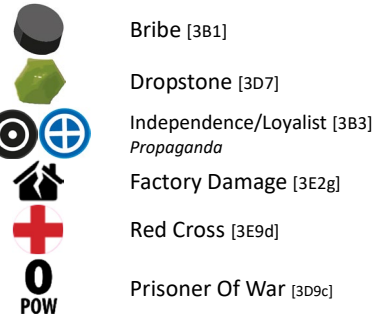 Bribe [3B1]
Dropstone [3D7]
Independence/Loyalist [3B3]
Propaganda
Factory Damage [3E2g]
Red Cross [3E9d]
0
POW
Prisoner Of War [3D9c]